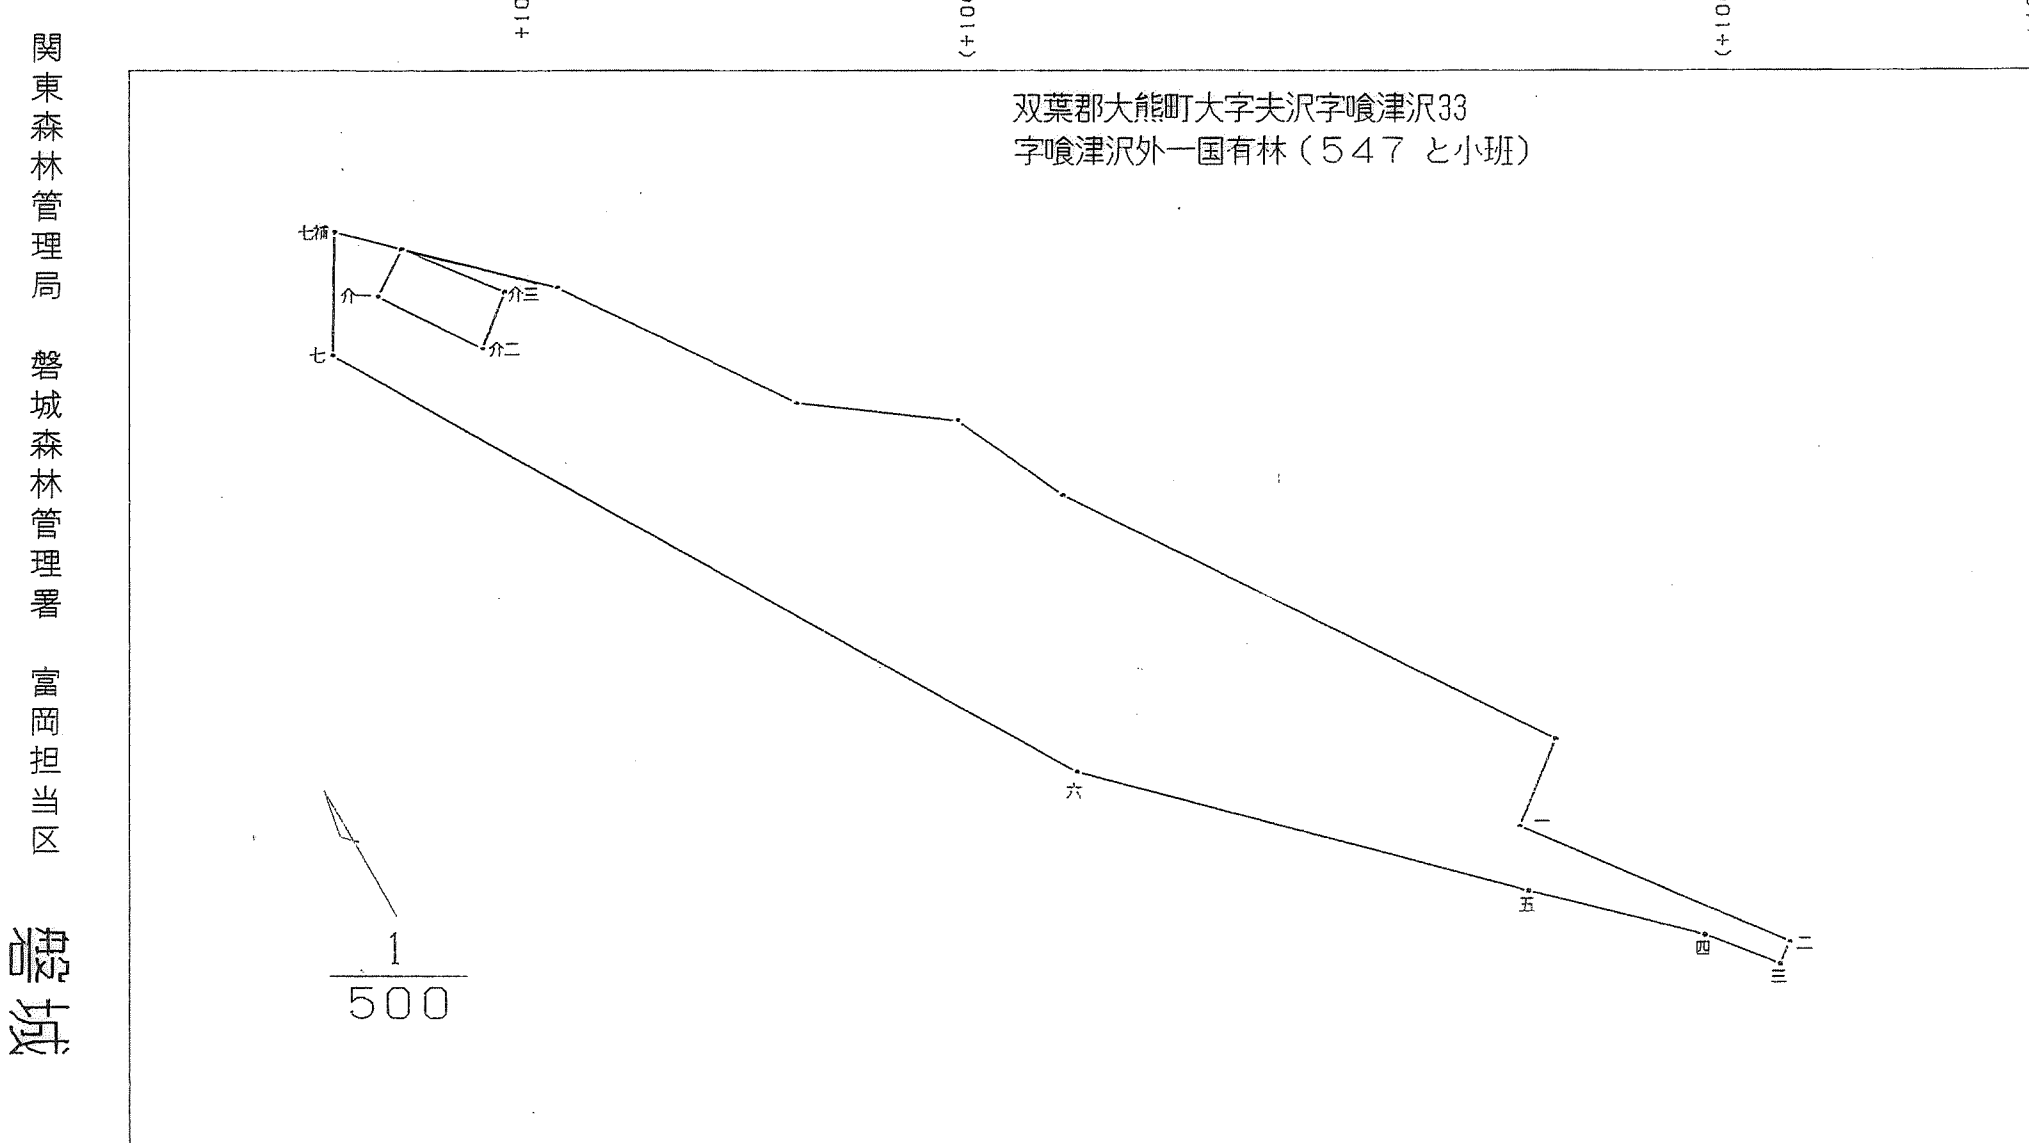 関東森林管理局 磐城森林管理署 富岡担当区
磐城
+10
(+10
(+10
双葉郡大熊町大字夫沢字喰津沢33
字喰津沢外一国有林(547 と小班)
七補
介一
介三
介二
七
六
一
五
四
二
三
1
500